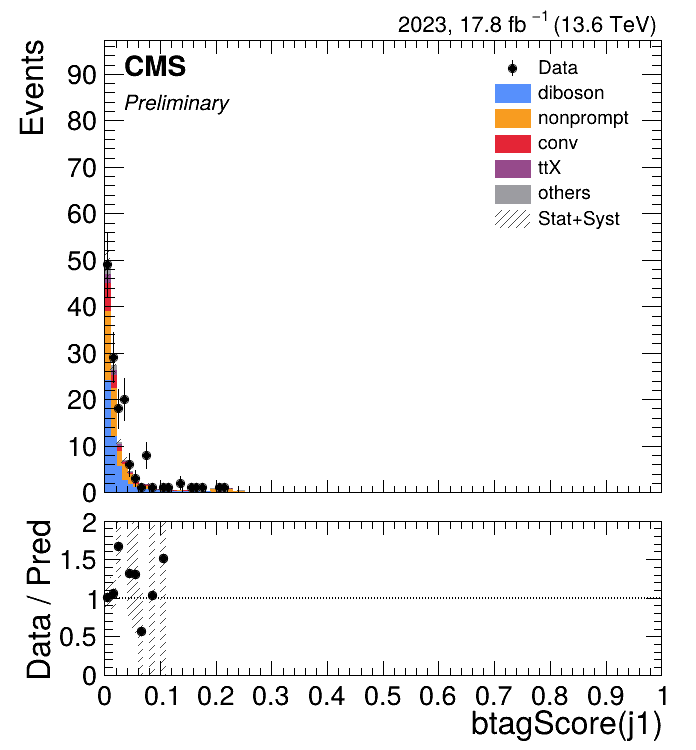 2023, 17.8 fb⁻¹ (13.6 TeV)
CMS
Preliminary
Events
90
80
70
60
50
40
30
20
10
0
Data
diboson
nonprompt
conv
ttX
others
Stat+Syst
Data / Pred
2
1.5
1
0.5
0
0 0.1 0.2 0.3 0.4 0.5 0.6 0.7 0.8 0.9 1
btagScore(j1)